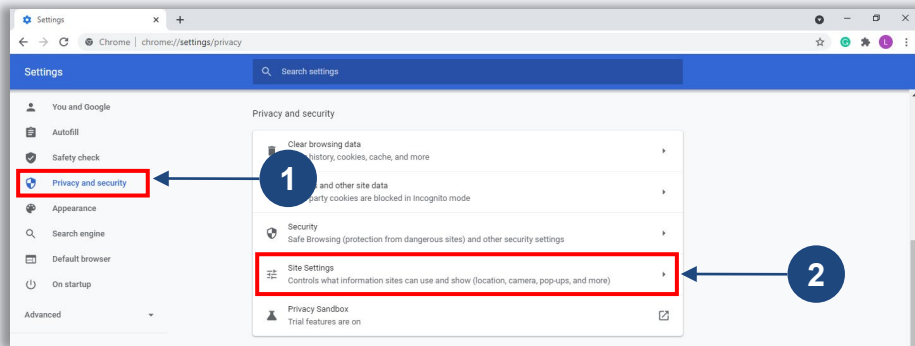 Settings
Chrome | chrome://settings/privacy
G
L
Settings
Search settings
You and Google
Autofill
Safety check
Privacy and security
Appearance
Search engine
Default browser
On startup
Advanced
Privacy and security
Clear browsing data
history, cookies, cache, and more
and other site data
party cookies are blocked in Incognito mode
Security
Safe Browsing (protection from dangerous sites) and other security settings
Site Settings
Controls what information sites can use and show (location, camera, pop-ups, and more)
Privacy Sandbox
Trial features are on
1
2